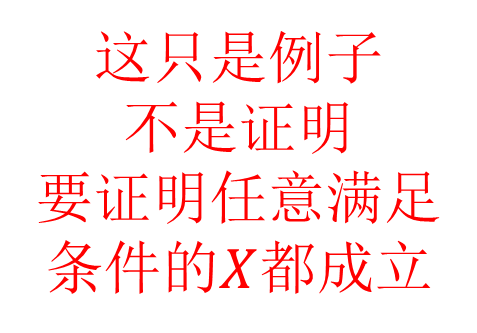 这只是例子
不是证明
要证明任意满足
条件的X都成立